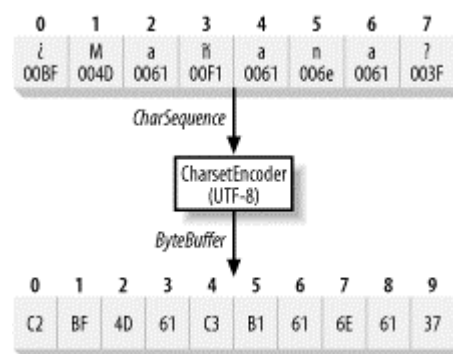 0 1 2 3 4 5 6 7
¿ M a ñ a n a ?
00BF 004D 0061 00F1 0061 006e 0061 003F
CharSequence
CharsetEncoder
(UTF-8)
ByteBuffer
0 1 2 3 4 5 6 7 8 9
C2 BF 4D 61 C3 B1 61 6E 61 37